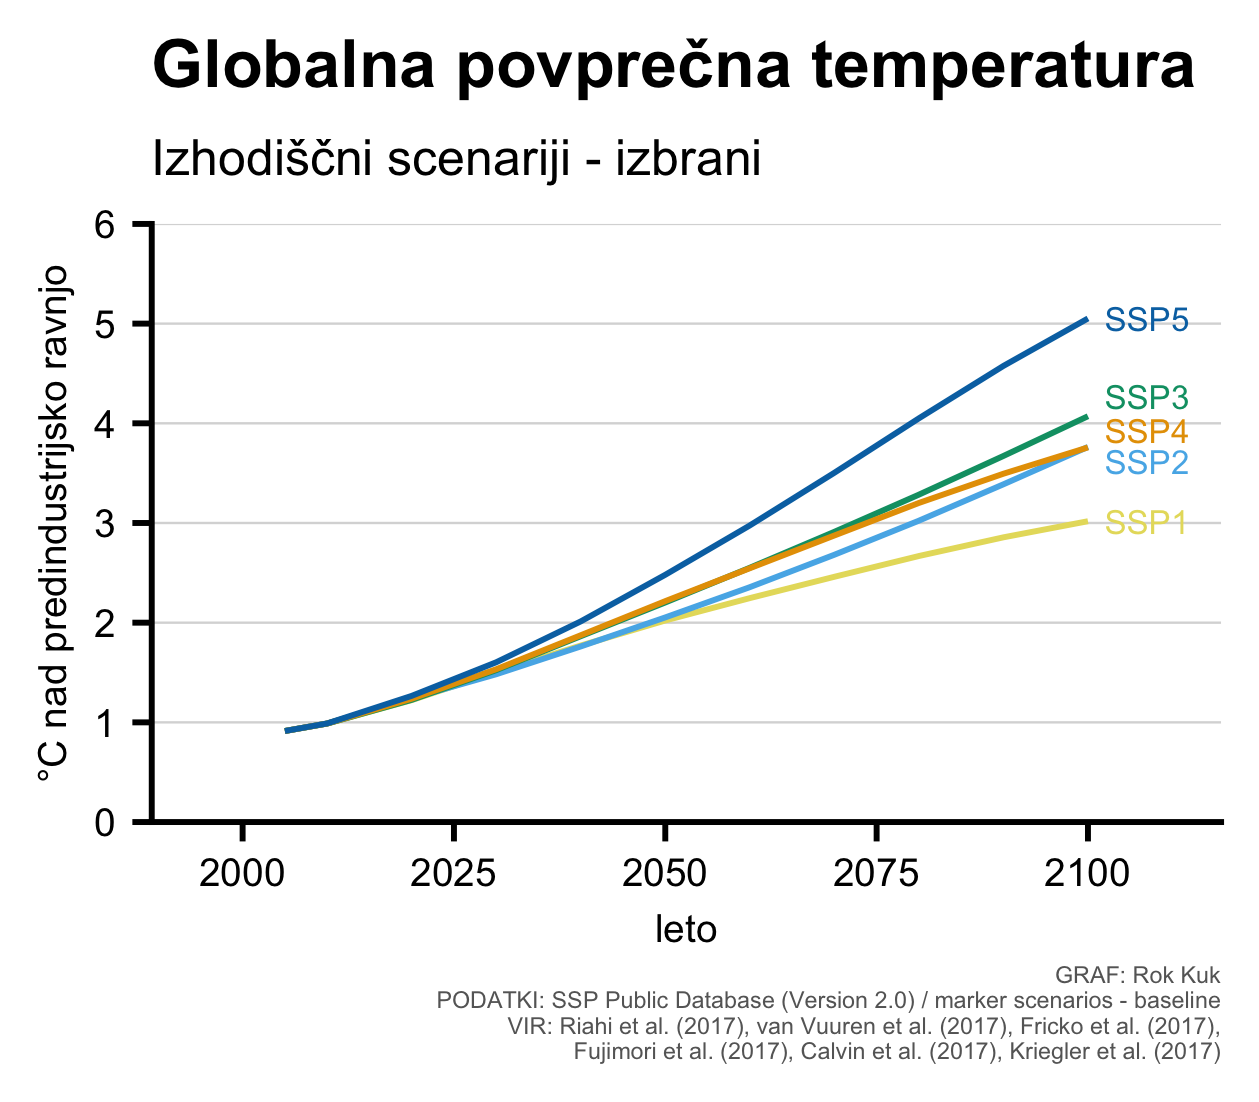 Globalna povprečna temperatura
Izhodiščni scenariji - izbrani
°C nad predindustrijsko ravnjo
6
5
4
3
2
1
0
SSP5
SSP3
SSP4
SSP2
SSP1
2000 2025 2050 2075 2100
leto
GRAF: Rok Kuk
PODATKI: SSP Public Database (Version 2.0) / marker scenarios - baseline
VIR: Riahi et al. (2017), van Vuuren et al. (2017), Fricko et al. (2017),
Fujimori et al. (2017), Calvin et al. (2017), Kriegler et al. (2017)